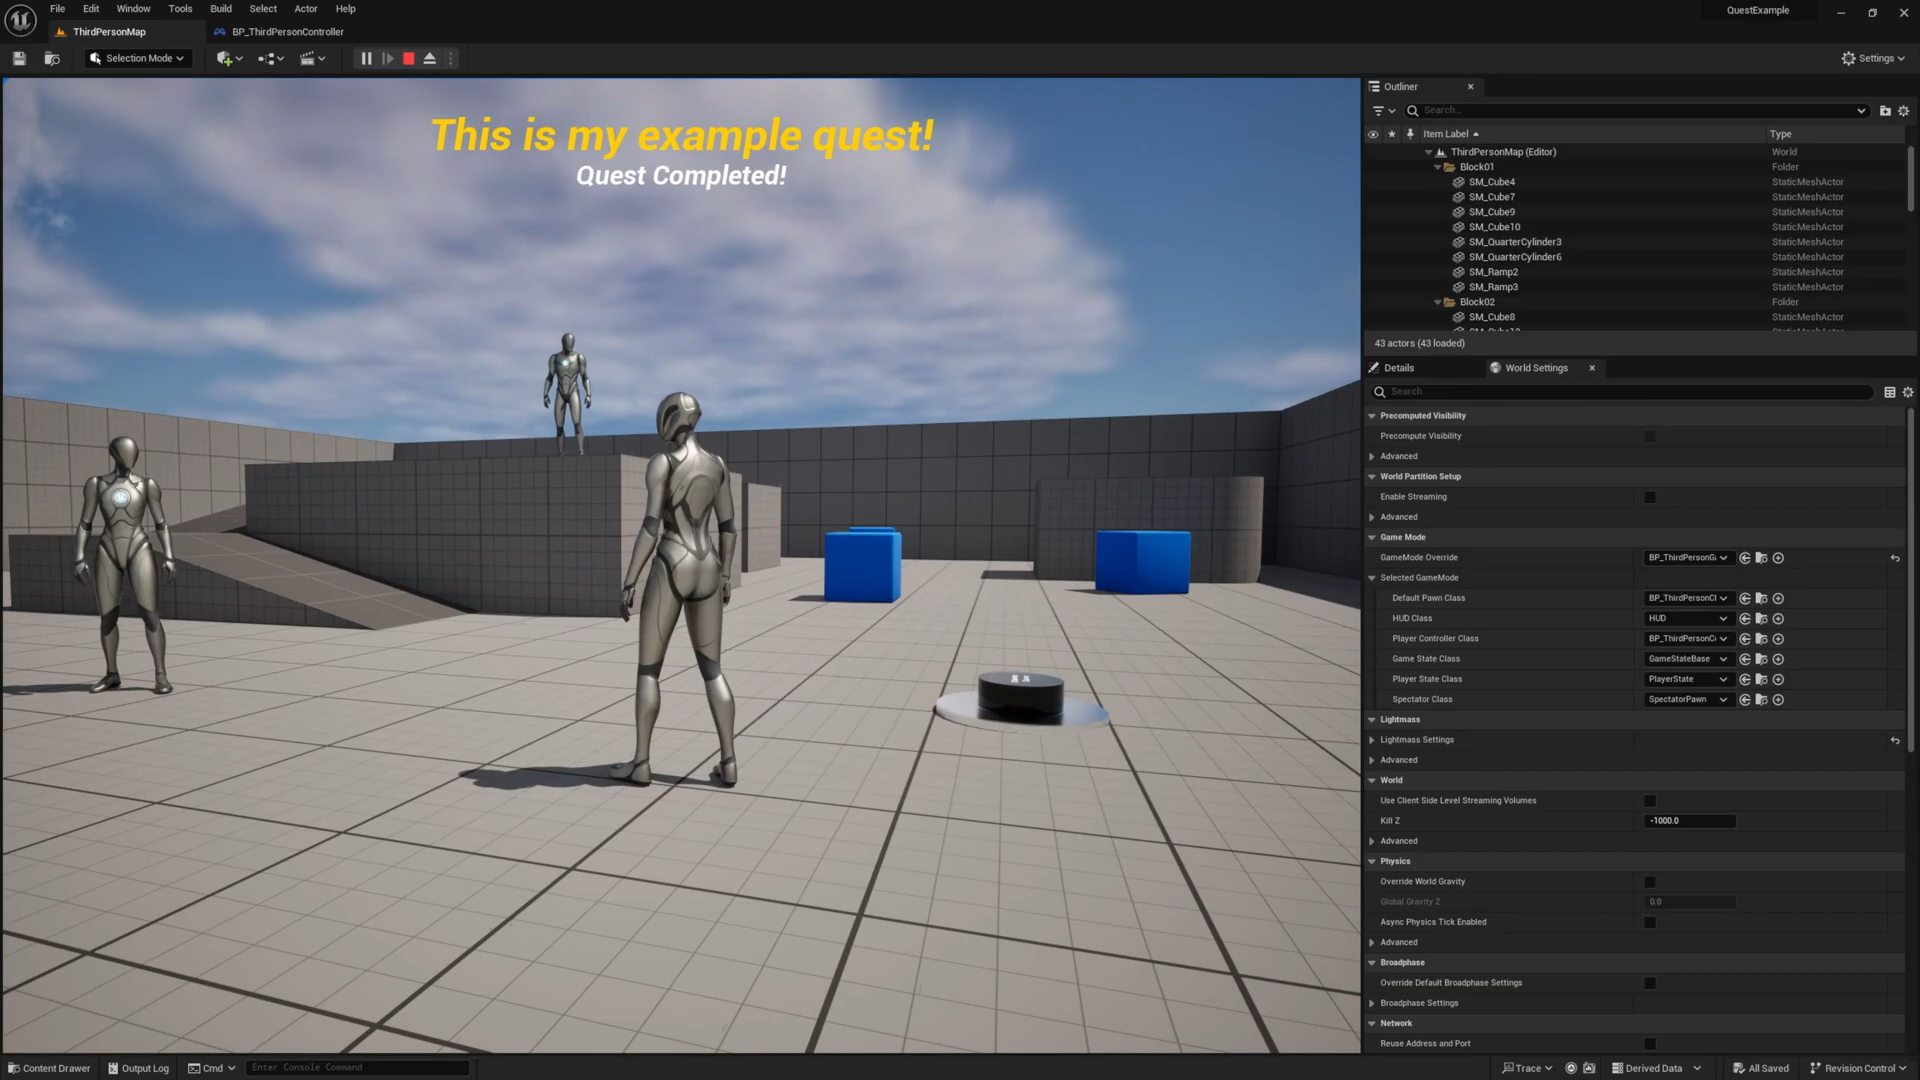 File Edit Window Tools Build Select Actor Help
QuestExample
ThirdPersonMap
BP_ThirdPersonController
Selection Mode
Settings
This is my example quest!
Quest Completed!
Outliner
Search...
Item Label
Type
ThirdPersonMap (Editor) World
Block01 Folder
SM_Cube4 StaticMeshActor
SM_Cube7 StaticMeshActor
SM_Cube9 StaticMeshActor
SM_Cube10 StaticMeshActor
SM_QuarterCylinder3 StaticMeshActor
SM_QuarterCylinder6 StaticMeshActor
SM_Ramp2 StaticMeshActor
SM_Ramp3 StaticMeshActor
Block02 Folder
SM_Cube8 StaticMeshActor
43 actors (43 loaded)
Details
World Settings
Search
Precomputed Visibility
Precompute Visibility
Advanced
World Partition Setup
Enable Streaming
Advanced
Game Mode
GameMode Override BP_ThirdPersonG
Selected GameMode
Default Pawn Class BP_ThirdPersonCl
HUD Class HUD
Player Controller Class BP_ThirdPersonC
Game State Class GameStateBase
Player State Class PlayerState
Spectator Class SpectatorPawn
Lightmass
Lightmass Settings
Advanced
World
Use Client Side Level Streaming Volumes
Kill Z -1000.0
Advanced
Physics
Override World Gravity
Global Gravity Z 0.0
Async Physics Tick Enabled
Advanced
Broadphase
Override Default Broadphase Settings
Broadphase Settings
Network
Reuse Address and Port
Content Drawer
Output Log
Cmd
Enter Console Command
Trace
Derived Data
All Saved
Revision Control